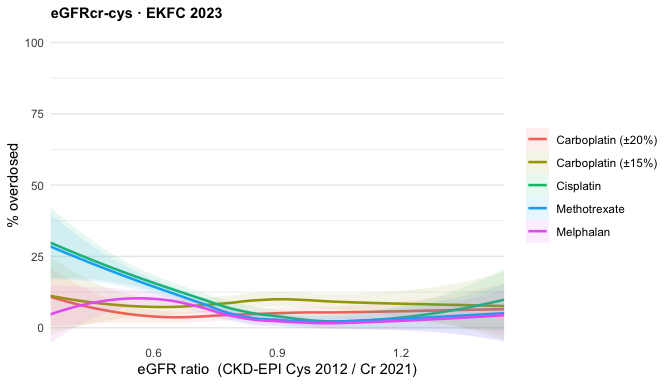 eGFRcr-cys · EKFC 2023
% overdosed
100
75
50
25
0
0.6 0.9 1.2
eGFR ratio (CKD-EPI Cys 2012 / Cr 2021)
Carboplatin (±20%)
Carboplatin (±15%)
Cisplatin
Methotrexate
Melphalan